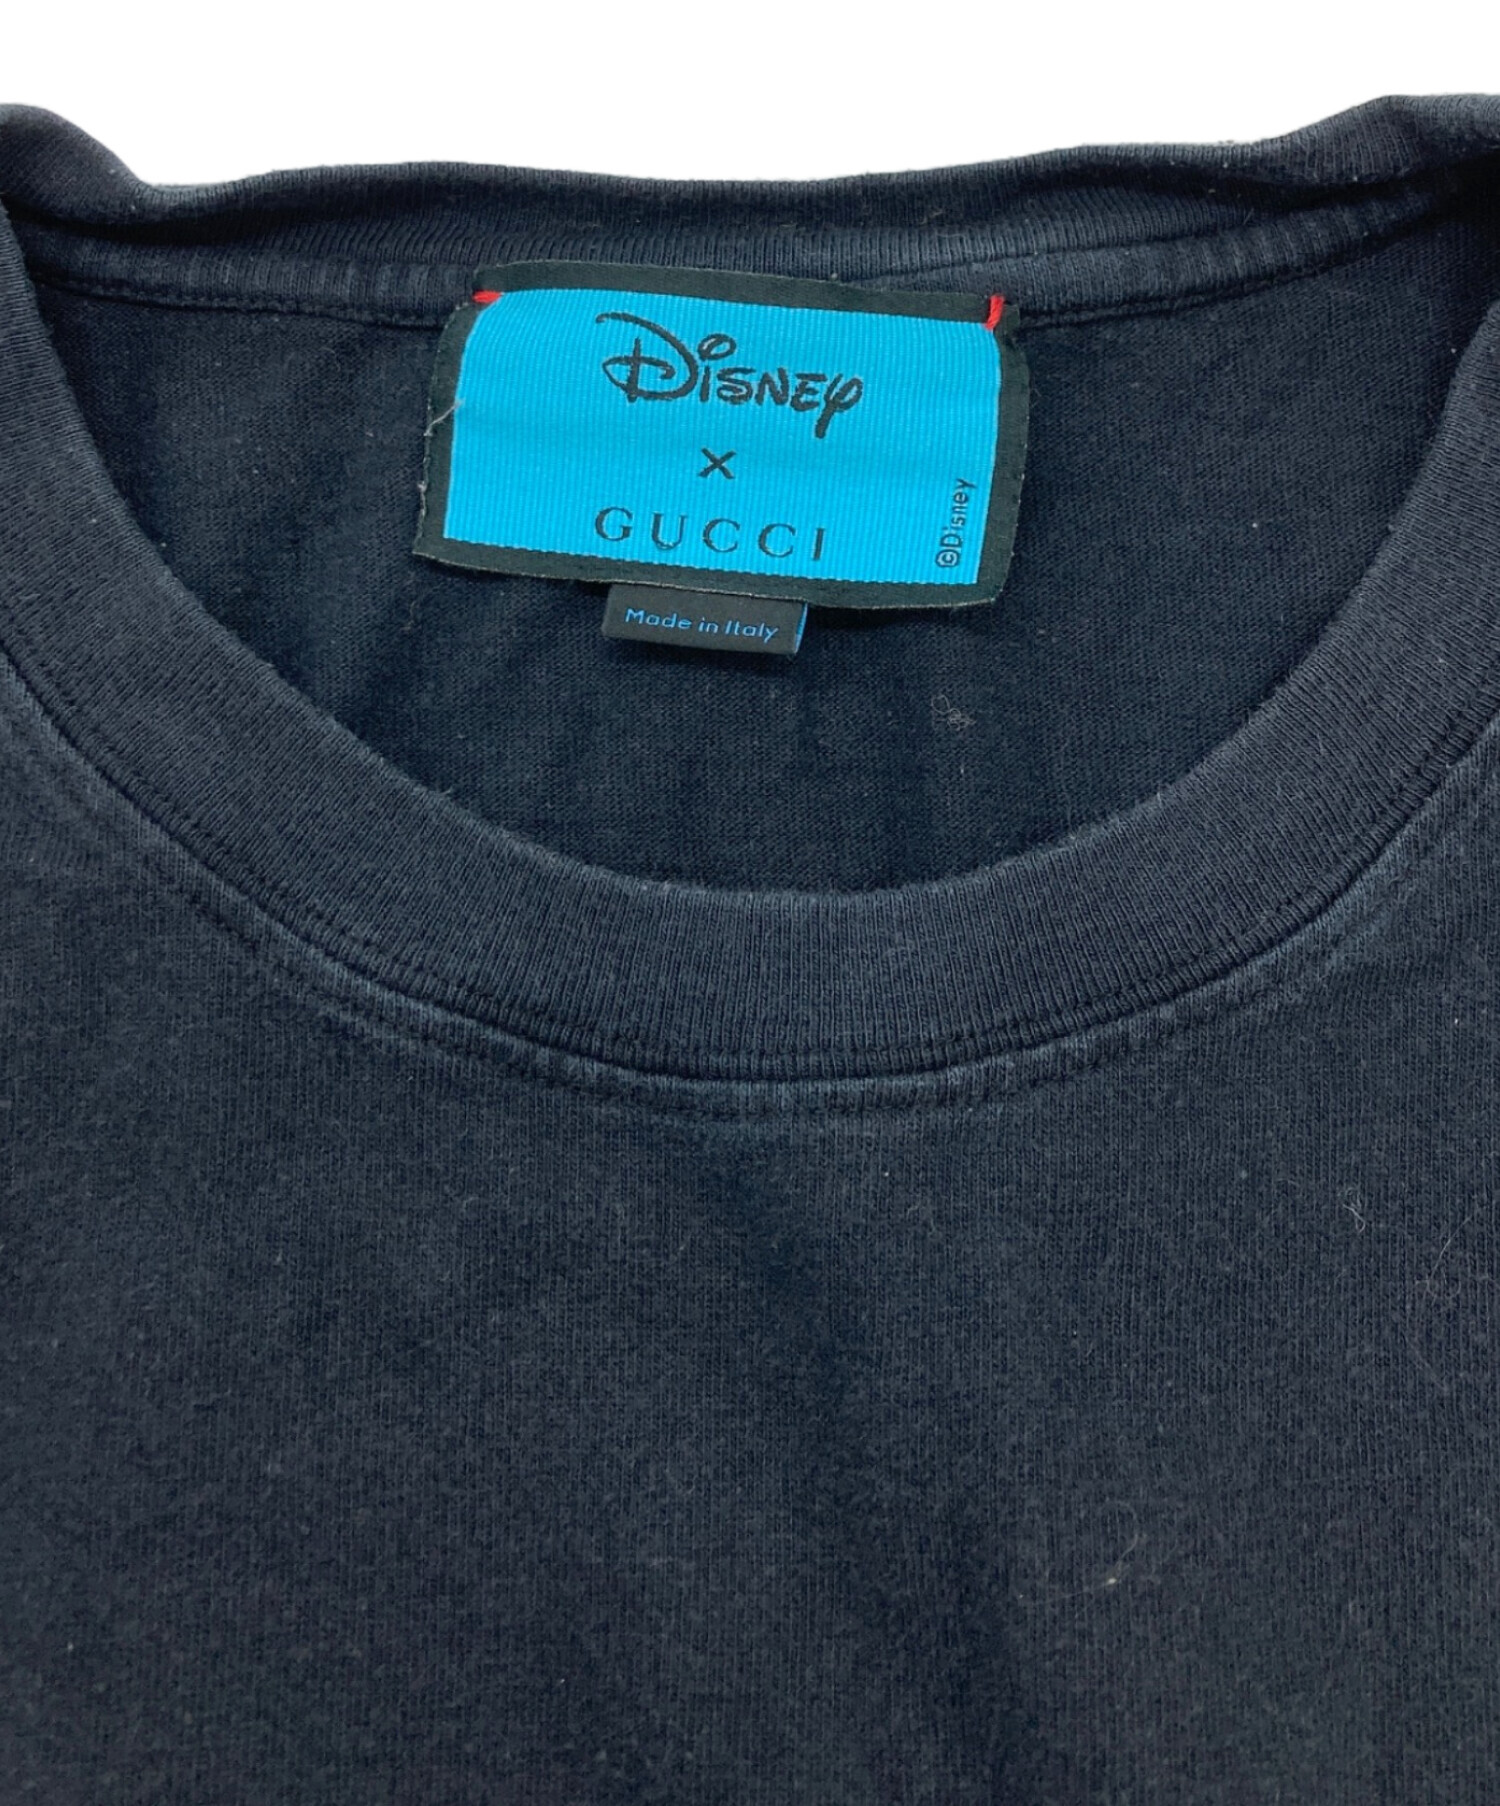 Disney
×
GUCCI
©Disney
Made in Italy